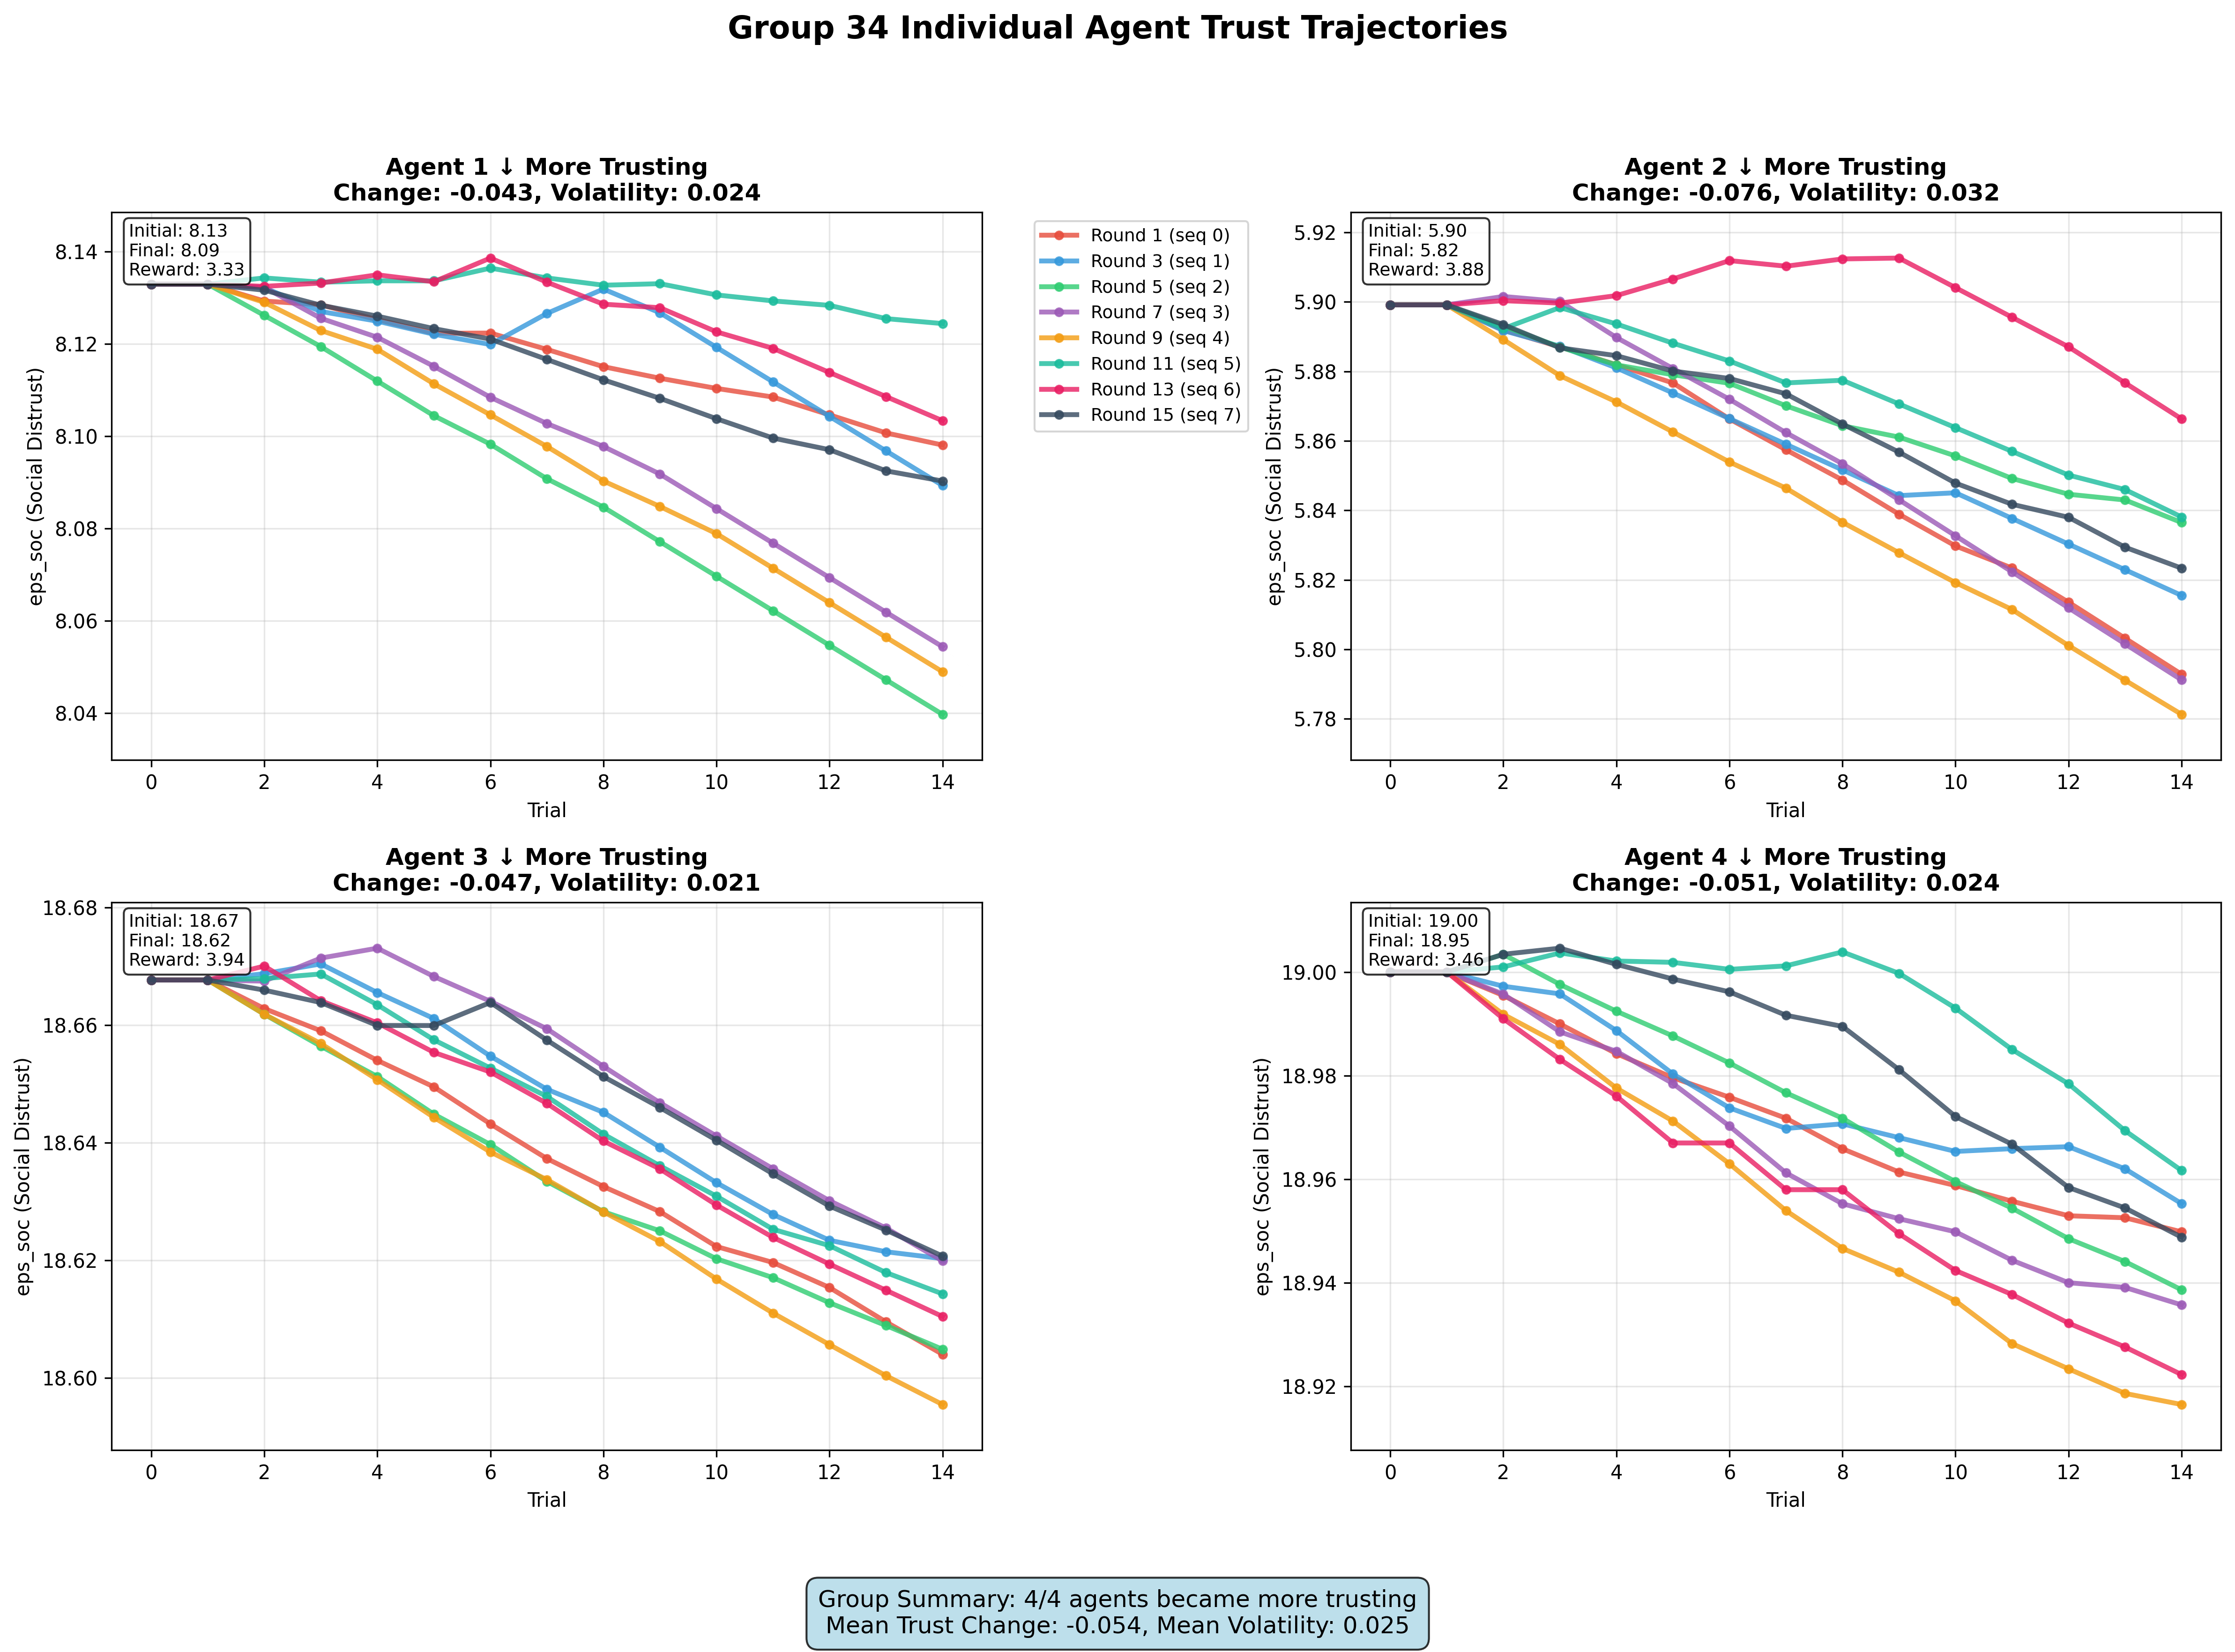 Group 34 Individual Agent Trust Trajectories
Agent 1 ↓ More Trusting
Change: -0.043, Volatility: 0.024
Initial: 8.13
Final: 8.09
Reward: 3.33
8.14
8.12
8.10
8.08
8.06
8.04
eps_soc (Social Distrust)
0 2 4 6 8 10 12 14
Trial
Round 1 (seq 0)
Round 3 (seq 1)
Round 5 (seq 2)
Round 7 (seq 3)
Round 9 (seq 4)
Round 11 (seq 5)
Round 13 (seq 6)
Round 15 (seq 7)
Agent 2 ↓ More Trusting
Change: -0.076, Volatility: 0.032
Initial: 5.90
Final: 5.82
Reward: 3.88
5.92
5.90
5.88
5.86
5.84
5.82
5.80
5.78
eps_soc (Social Distrust)
0 2 4 6 8 10 12 14
Trial
Agent 3 ↓ More Trusting
Change: -0.047, Volatility: 0.021
Initial: 18.67
Final: 18.62
Reward: 3.94
18.68
18.66
18.64
18.62
18.60
eps_soc (Social Distrust)
0 2 4 6 8 10 12 14
Trial
Agent 4 ↓ More Trusting
Change: -0.051, Volatility: 0.024
Initial: 19.00
Final: 18.95
Reward: 3.46
19.00
18.98
18.96
18.94
18.92
eps_soc (Social Distrust)
0 2 4 6 8 10 12 14
Trial
Group Summary: 4/4 agents became more trusting
Mean Trust Change: -0.054, Mean Volatility: 0.025